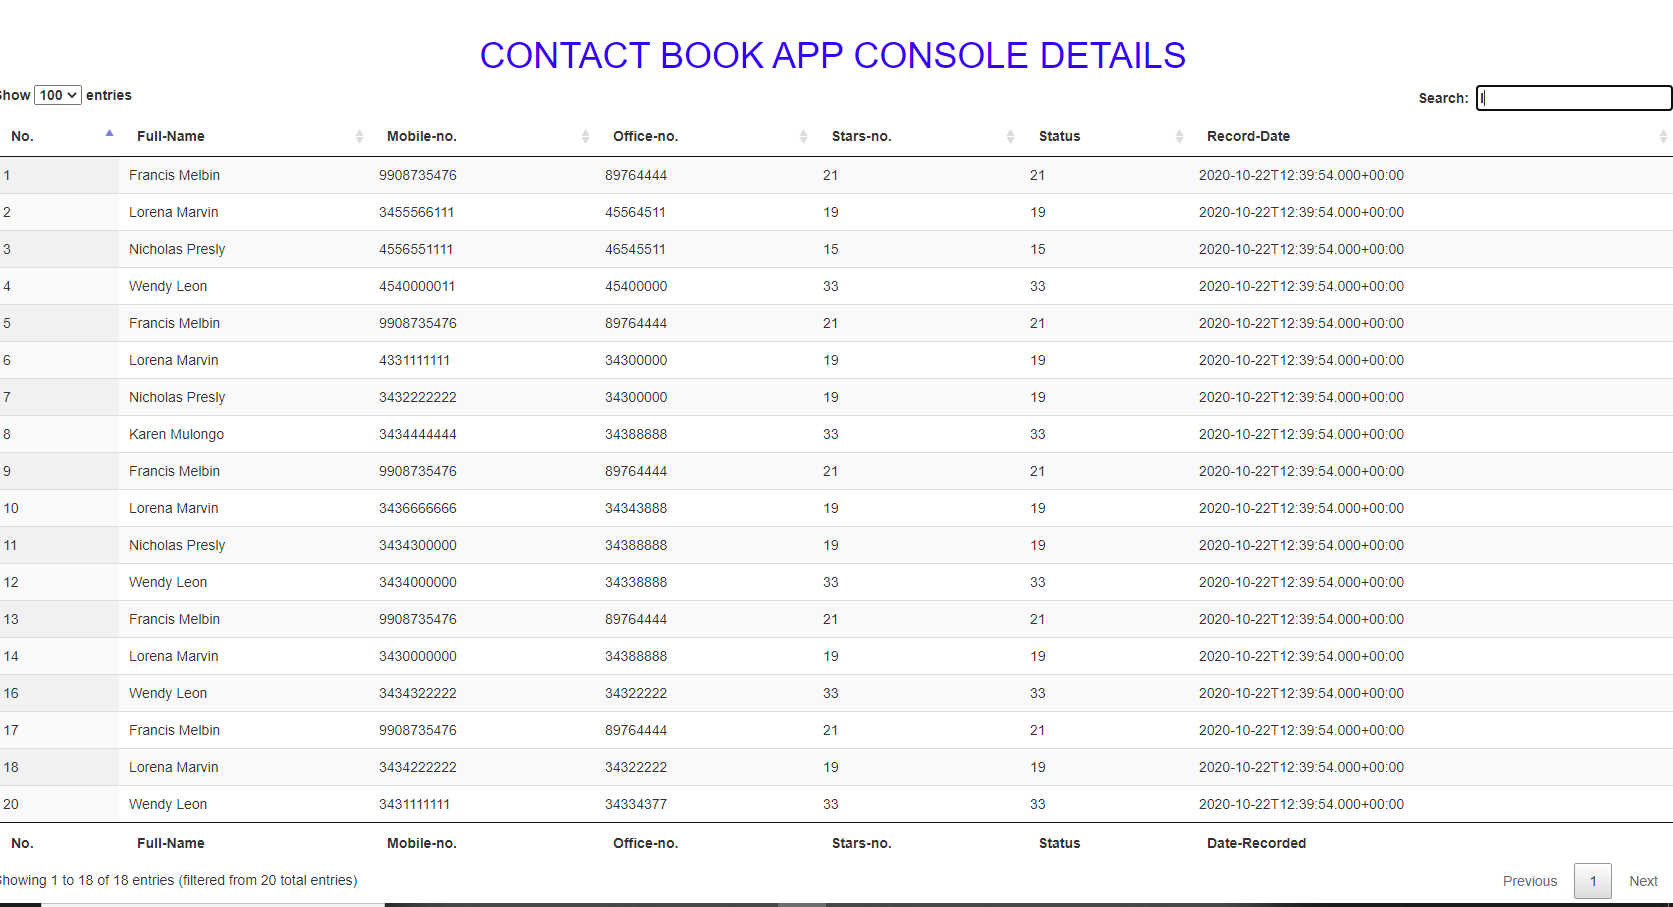 CONTACT BOOK APP CONSOLE DETAILS
Show 100 entries
Search: l
No. Full-Name Mobile-no. Office-no. Stars-no. Status Record-Date
1 Francis Melbin 9908735476 89764444 21 21 2020-10-22T12:39:54.000+00:00
2 Lorena Marvin 3455566111 45564511 19 19 2020-10-22T12:39:54.000+00:00
3 Nicholas Presly 4556551111 46545511 15 15 2020-10-22T12:39:54.000+00:00
4 Wendy Leon 4540000011 45400000 33 33 2020-10-22T12:39:54.000+00:00
5 Francis Melbin 9908735476 89764444 21 21 2020-10-22T12:39:54.000+00:00
6 Lorena Marvin 4331111111 34300000 19 19 2020-10-22T12:39:54.000+00:00
7 Nicholas Presly 3432222222 34300000 19 19 2020-10-22T12:39:54.000+00:00
8 Karen Mulongo 3434444444 34388888 33 33 2020-10-22T12:39:54.000+00:00
9 Francis Melbin 9908735476 89764444 21 21 2020-10-22T12:39:54.000+00:00
10 Lorena Marvin 3436666666 34343888 19 19 2020-10-22T12:39:54.000+00:00
11 Nicholas Presly 3434300000 34388888 19 19 2020-10-22T12:39:54.000+00:00
12 Wendy Leon 3434000000 34338888 33 33 2020-10-22T12:39:54.000+00:00
13 Francis Melbin 9908735476 89764444 21 21 2020-10-22T12:39:54.000+00:00
14 Lorena Marvin 3430000000 34388888 19 19 2020-10-22T12:39:54.000+00:00
16 Wendy Leon 3434322222 34322222 33 33 2020-10-22T12:39:54.000+00:00
17 Francis Melbin 9908735476 89764444 21 21 2020-10-22T12:39:54.000+00:00
18 Lorena Marvin 3434222222 34322222 19 19 2020-10-22T12:39:54.000+00:00
20 Wendy Leon 3431111111 34334377 33 33 2020-10-22T12:39:54.000+00:00
No. Full-Name Mobile-no. Office-no. Stars-no. Status Date-Recorded
Showing 1 to 18 of 18 entries (filtered from 20 total entries)
Previous 1 Next